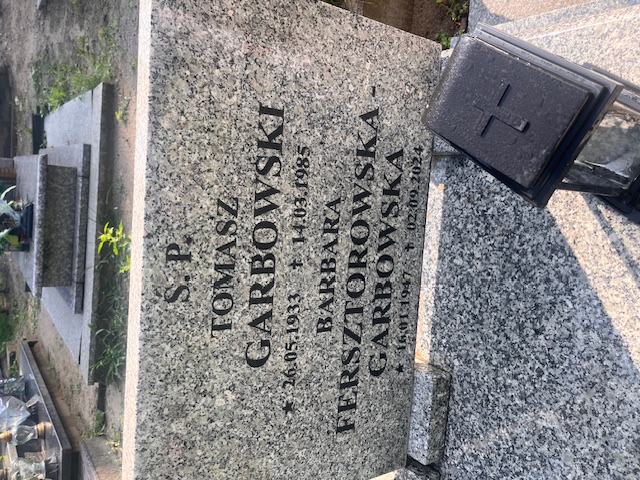 Ś. P.
TOMASZ
GARBOWSKI
★ 26.05.1933 ✝ 14.03.1985
BARBARA
FERSZTOROWSKA -
GARBOWSKA
★ 16.01.1947 ✝ 02.09.2024